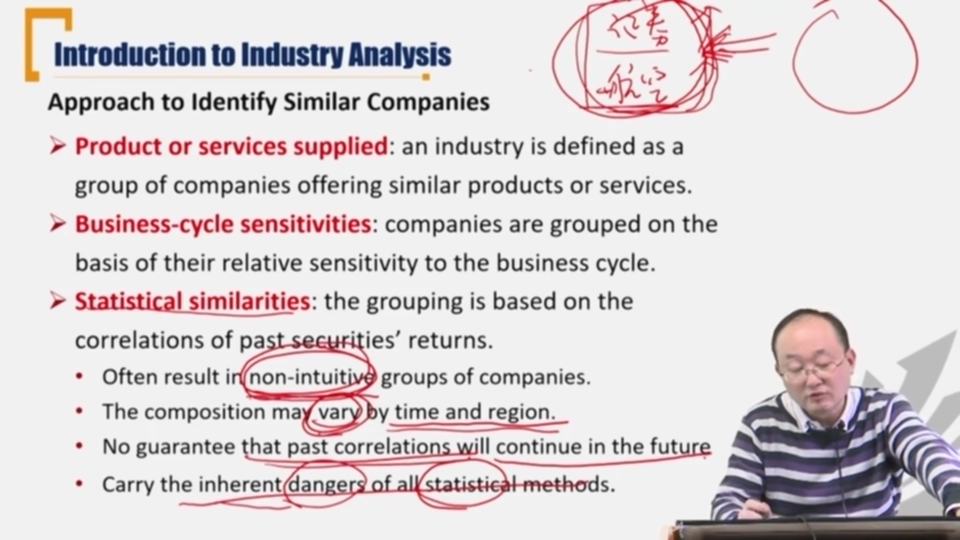 Introduction to Industry Analysis
Approach to Identify Similar Companies
➢ Product or services supplied: an industry is defined as a
group of companies offering similar products or services.
➢ Business-cycle sensitivities: companies are grouped on the
basis of their relative sensitivity to the business cycle.
➢ Statistical similarities: the grouping is based on the
correlations of past securities’ returns.
• Often result in non-intuitive groups of companies.
• The composition may vary by time and region.
• No guarantee that past correlations will continue in the future
• Carry the inherent dangers of all statistical methods.